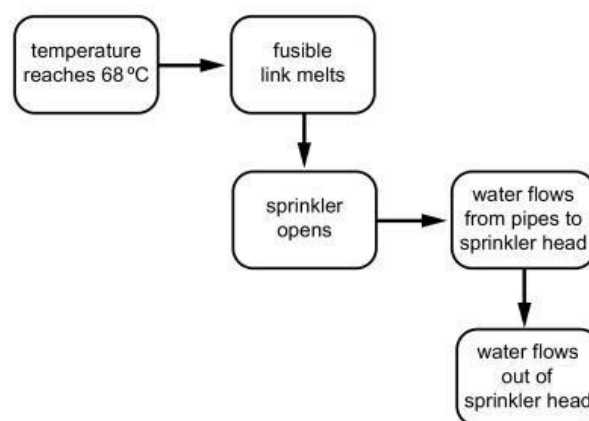 temperature
reaches 68 ºC
fusible
link melts
sprinkler
opens
water flows
from pipes to
sprinkler head
water flows
out of
sprinkler head